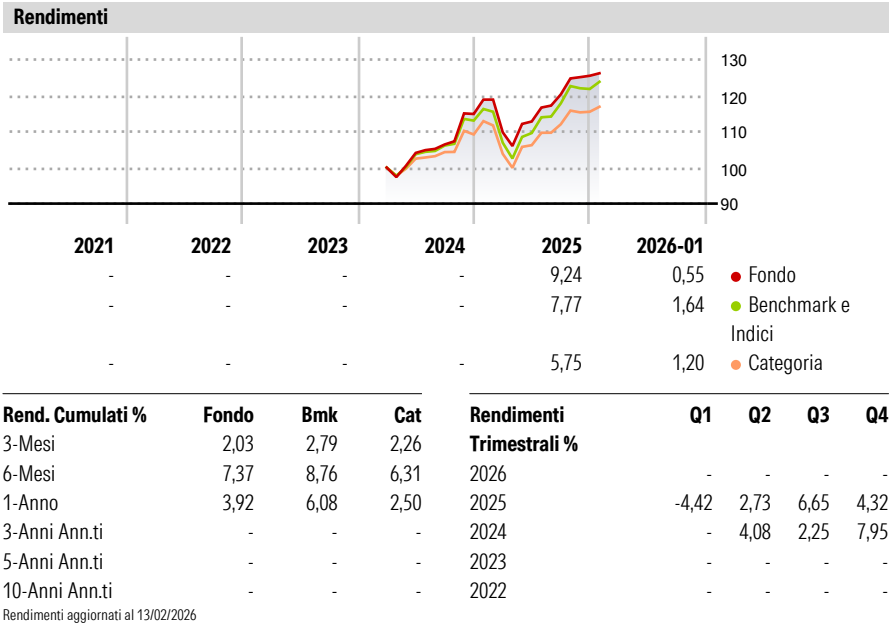 Rendimenti
130
120
110
100
90
2021 2022 2023 2024 2025 2026-01
- - - - 9,24 0,55 Fondo
- - - - 7,77 1,64 Benchmark e
Indici
- - - - 5,75 1,20 Categoria
Rend. Cumulati % Fondo Bmk Cat
3-Mesi 2,03 2,79 2,26
6-Mesi 7,37 8,76 6,31
1-Anno 3,92 6,08 2,50
3-Anni Ann.ti - - -
5-Anni Ann.ti - - -
10-Anni Ann.ti - - -
Rendimenti Q1 Q2 Q3 Q4
Trimestrali %
2026 - - - -
2025 -4,42 2,73 6,65 4,32
2024 - 4,08 2,25 7,95
2023 - - - -
2022 - - - -
Rendimenti aggiornati al 13/02/2026